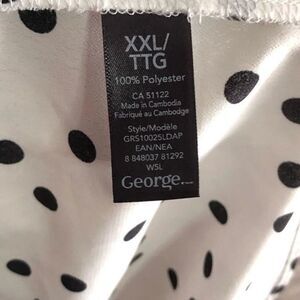 XXL/
TTG
100% Polyester
CA 51122
Made in Cambodia
Fabriqué au Cambodge
Style/Modèle
GRS10025LDAP
EAN/NEA
8 848037 81292
WSL
George.